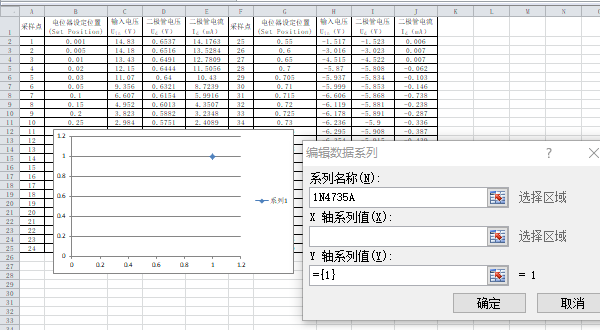 A B C D E F G H I J
1 采样点 电位器设定位置 (Set Position) 输入电压 (V) 二极管电压 (V) 二极管电流 (mA) 采样点 电位器设定位置 (Set Position) 输入电压 (V) 二极管电压 (V) 二极管电流 (mA)
2 1 0.001 14.83 0.6537 14.1763 25 0.55 -1.517 -1.523 0.006
3 2 0.005 14.18 0.6516 13.5284 26 0.6 -3.016 -3.023 0.007
4 3 0.01 13.43 0.6491 12.7809 27 0.65 -4.515 -4.522 0.007
5 4 0.02 12.15 0.6444 11.5056 28 0.7 -5.87 -5.808 -0.062
6 5 0.03 11.07 0.64 10.43 29 0.705 -5.937 -5.834 -0.103
7 6 0.05 9.356 0.6321 8.7239 30 0.71 -5.999 -5.853 -0.146
8 7 0.1 6.607 0.6154 5.9916 31 0.715 -6.606 -5.868 -0.738
9 8 0.15 4.952 0.6013 4.3507 32 0.72 -6.119 -5.881 -0.238
10 9 0.2 3.823 0.5882 3.2348 33 0.725 -6.178 -5.891 -0.287
11 10 0.25 2.984 0.5751 2.4089 34 0.73 -6.236 -5.9 -0.336
12 11 -6.295 -5.908 -0.387
13 12
14 13
15 14
16 15
17 16
18 17
19 18
20 19
21 20
22 21
23 22
24 23
25 24
26
27
28
29
30
31
32
33
1.2
1
0.8
0.6
0.4
0.2
0
0 0.2 0.4 0.6 0.8 1 1.2
系列1
编辑数据系列
? X
系列名称(N):
1N4735A 选择区域
X 轴系列值(X):
选择区域
Y 轴系列值(Y):
={1} = 1
确定 取消